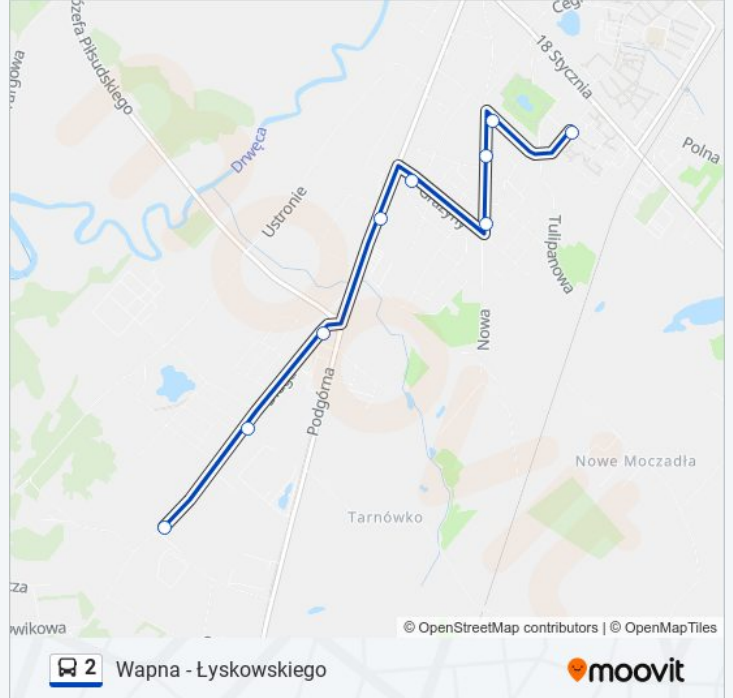 Józefa Piłsudskiego
18 Stycznia
Polna
Drwęca
Ustronie
Grażyny
Tulipanowa
Nowa
Podgórna
Nowe Moczadła
Tarnówko
© OpenStreetMap contributors | © OpenMapTiles
2 Wapna - Łyskowskiego
moovit